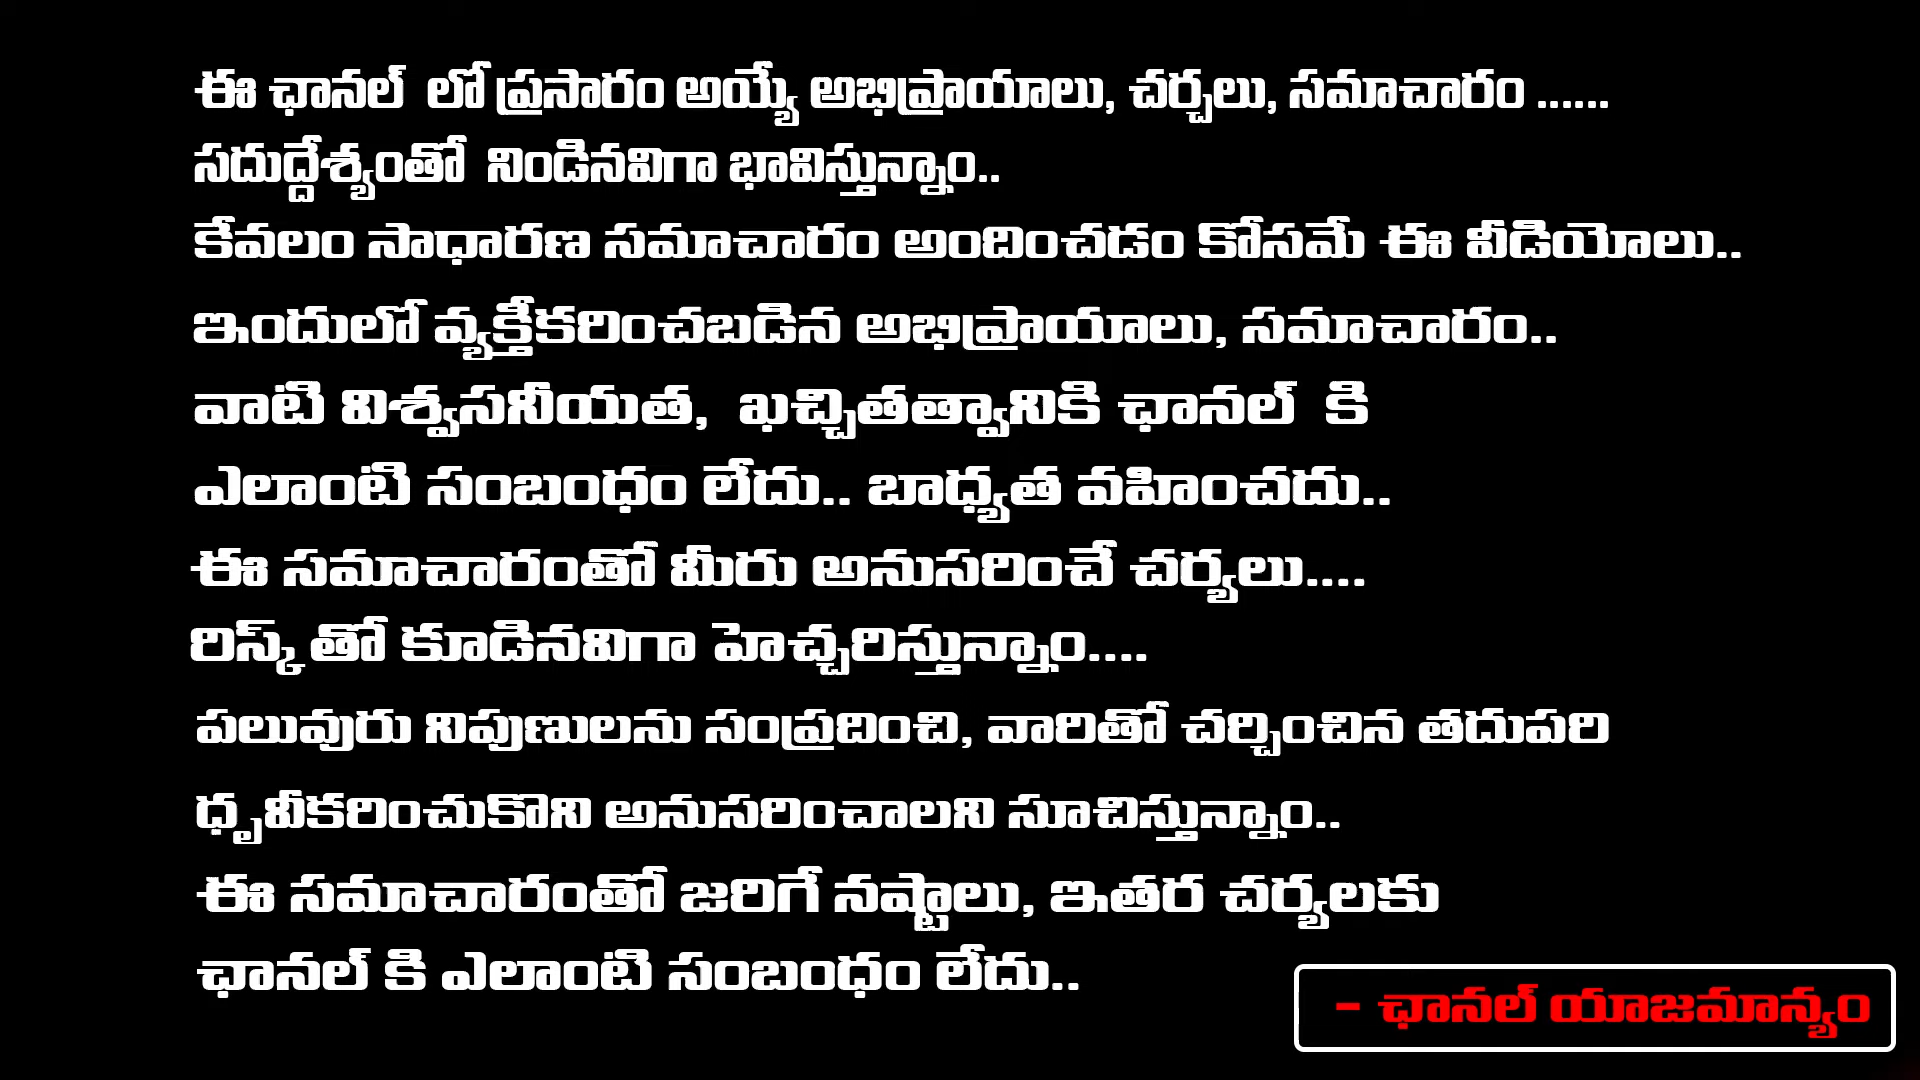 ఈ ఛానల్ లో ప్రసారం అయ్యే అభిప్రాయాలు, చర్చలు, సమాచారం ......
సదుద్దేశ్యంతో నిండినవిగా భావిస్తున్నాం..
కేవలం సాధారణ సమాచారం అందించడం కోసమే ఈ వీడియోలు..
ఇందులో వ్యక్తీకరించబడిన అభిప్రాయాలు, సమాచారం..
వాటి విశ్వసనీయత, ఖచ్చితత్వానికి ఛానల్ కి
ఎలాంటి సంబంధం లేదు.. బాధ్యత వహించదు..
ఈ సమాచారంతో మీరు అనుసరించే చర్యలు....
రిస్క్ తో కూడినవిగా హెచ్చరిస్తున్నాం....
పలువురు నిపుణులను సంప్రదించి, వారితో చర్చించిన తదుపరి
ధృవీకరించుకొని అనుసరించాలని సూచిస్తున్నాం..
ఈ సమాచారంతో జరిగే నష్టాలు, ఇతర చర్యలకు
ఛానల్ కి ఎలాంటి సంబంధం లేదు..
- ఛానల్ యాజమాన్యం